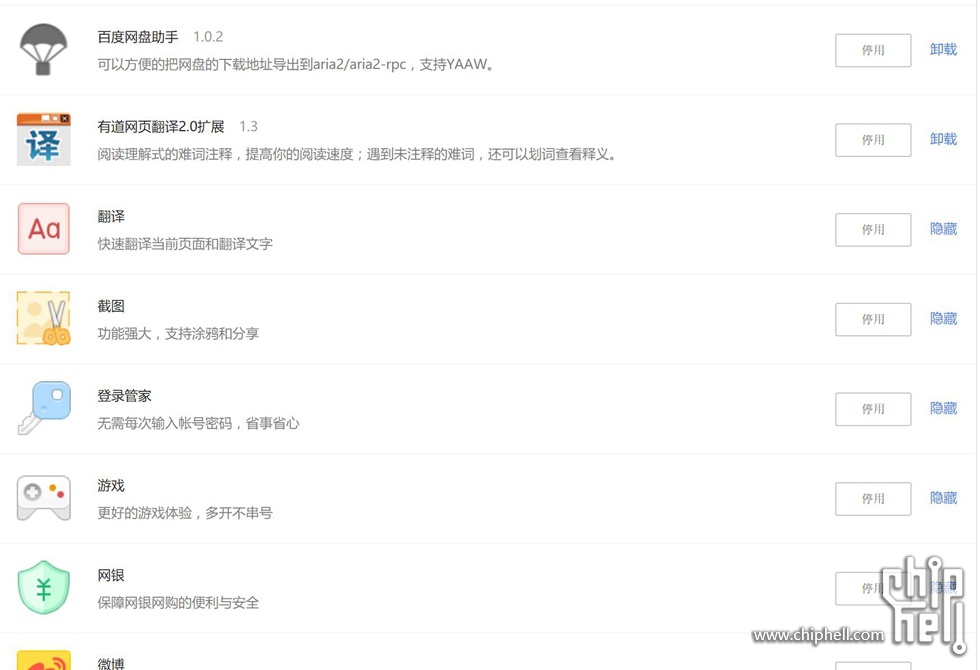 百度网盘助手 1.0.2
可以方便的把网盘的下载地址导出到aria2/aria2-rpc，支持YAAW。
停用 卸载
译
有道网页翻译2.0扩展 1.3
阅读理解式的难词注释，提高你的阅读速度；遇到未注释的难词，还可以划词查看释义。
停用 卸载
Aa
翻译
快速翻译当前页面和翻译文字
停用 隐藏
截图
功能强大，支持涂鸦和分享
停用 隐藏
登录管家
无需每次输入帐号密码，省事省心
停用 隐藏
游戏
更好的游戏体验，多开不串号
停用 隐藏
¥
网银
保障网银网购的便利与安全
停用 隐藏
chip
hell
www.chiphell.com
微博